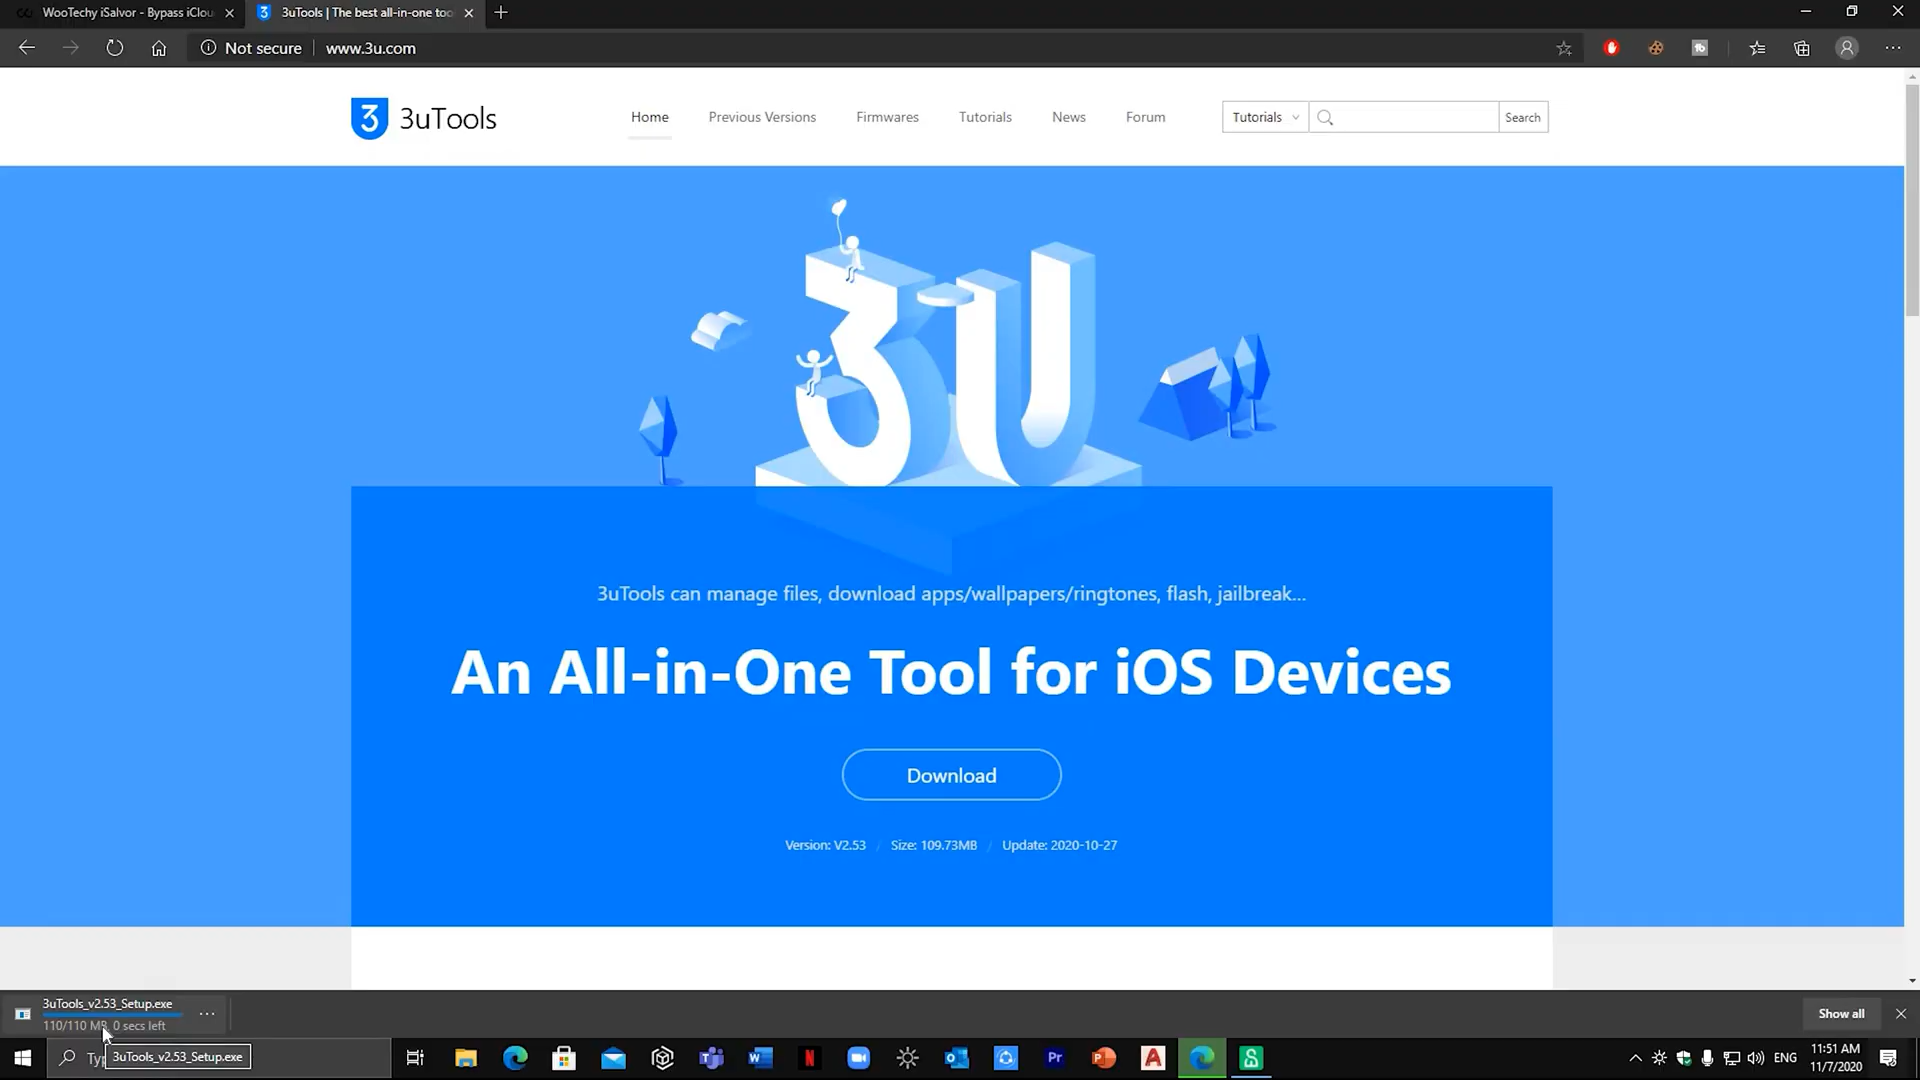 WooTechy iSalvor - Bypass iClou
3uTools | The best all-in-one too
Not secure
www.3u.com
3 3uTools
Home
Previous Versions
Firmwares
Tutorials
News
Forum
Tutorials
Search
3U
3uTools can manage files, download apps/wallpapers/ringtones, flash, jailbreak...
An All-in-One Tool for iOS Devices
Download
Version: V2.53 / Size: 109.73MB / Update: 2020-10-27
3uTools_v2.53_Setup.exe
110/110 MB, 0 secs left
Show all
Typ
3uTools_v2.53_Setup.exe
ENG
11:51 AM
11/7/2020